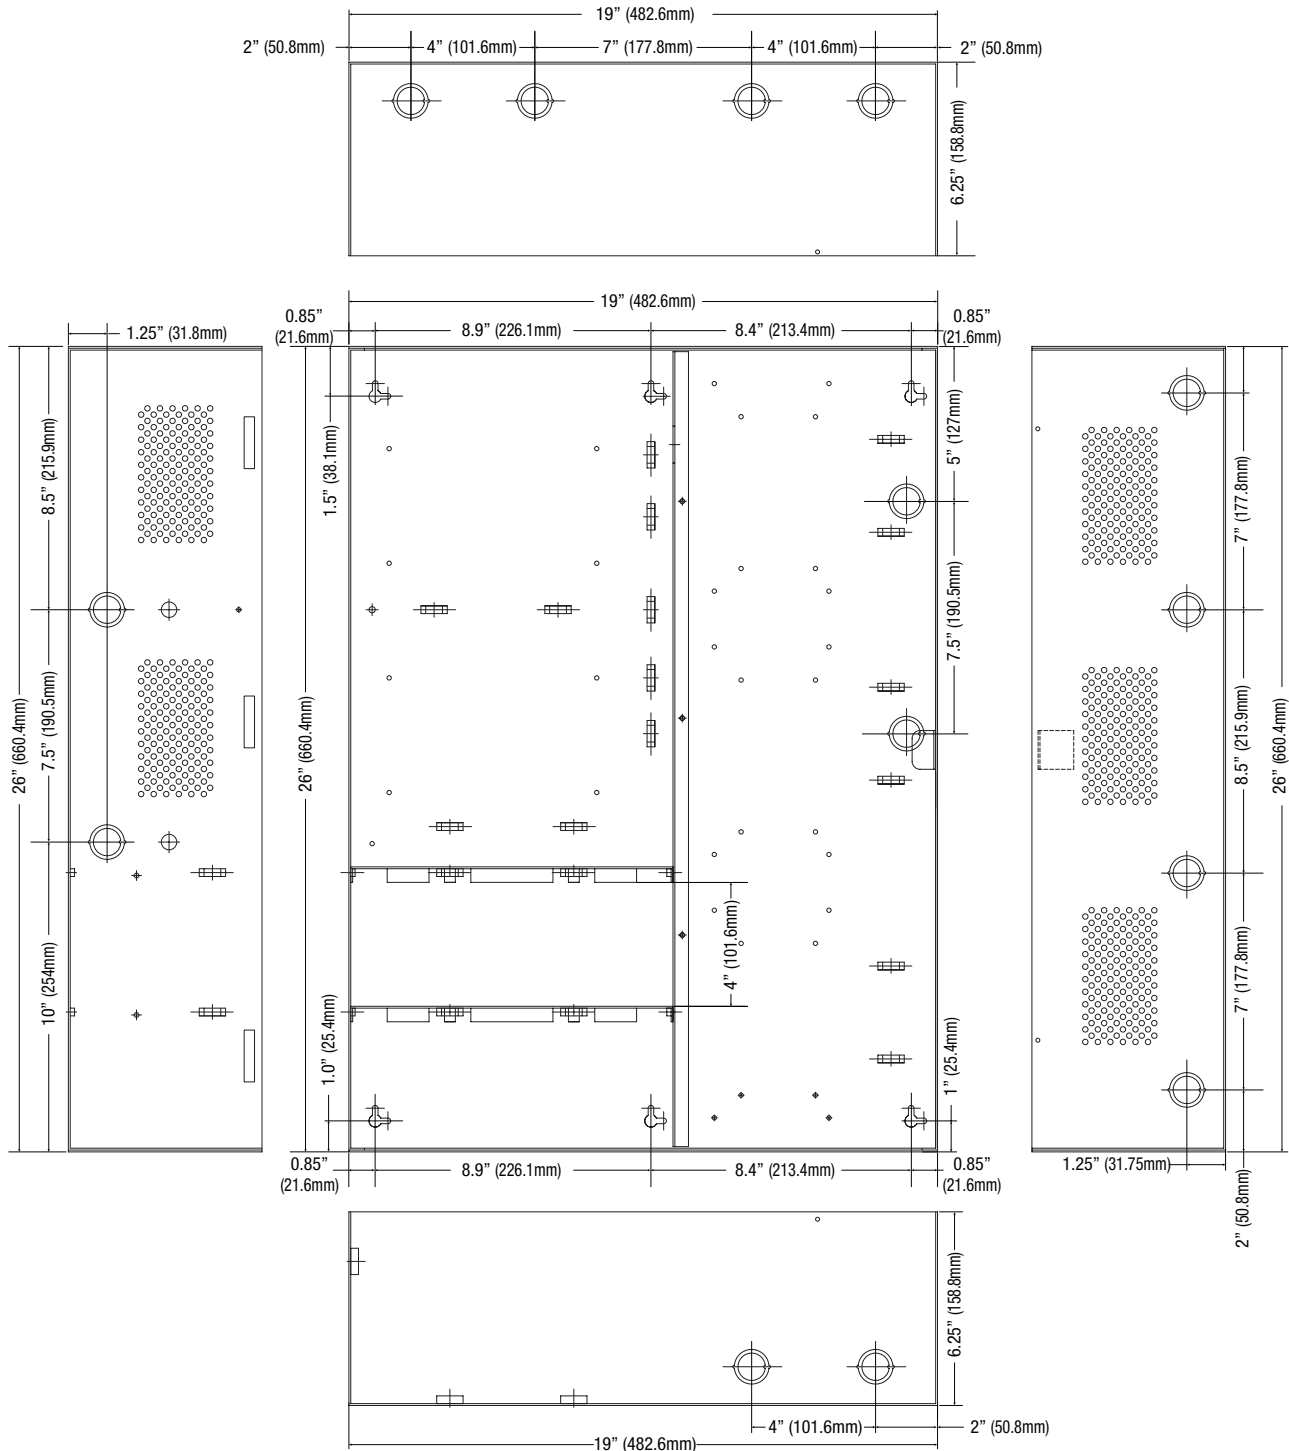 19” (482.6mm)
2” (50.8mm)
4” (101.6mm)
7” (177.8mm)
4” (101.6mm)
2” (50.8mm)
6.25” (158.8mm)
19” (482.6mm)
0.85”
(21.6mm)
8.9” (226.1mm)
8.4” (213.4mm)
0.85”
(21.6mm)
1.25” (31.8mm)
8.5” (215.9mm)
7.5” (190.5mm)
10” (254mm)
26” (660.4mm)
1.5” (38.1mm)
26” (660.4mm)
1.0” (25.4mm)
5” (127mm)
7.5” (190.5mm)
4” (101.6mm)
1” (25.4mm)
7” (177.8mm)
8.5” (215.9mm)
7” (177.8mm)
26” (660.4mm)
1.25” (31.75mm)
2” (50.8mm)
0.85”
(21.6mm)
8.9” (226.1mm)
8.4” (213.4mm)
0.85”
(21.6mm)
6.25” (158.8mm)
4” (101.6mm)
2” (50.8mm)
19” (482.6mm)